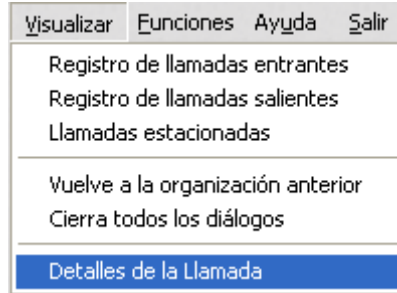 Visualizar Funciones Ayuda Salir
Registro de llamadas entrantes
Registro de llamadas salientes
Llamadas estacionadas
Vuelve a la organización anterior
Cierra todos los diálogos
Detalles de la Llamada